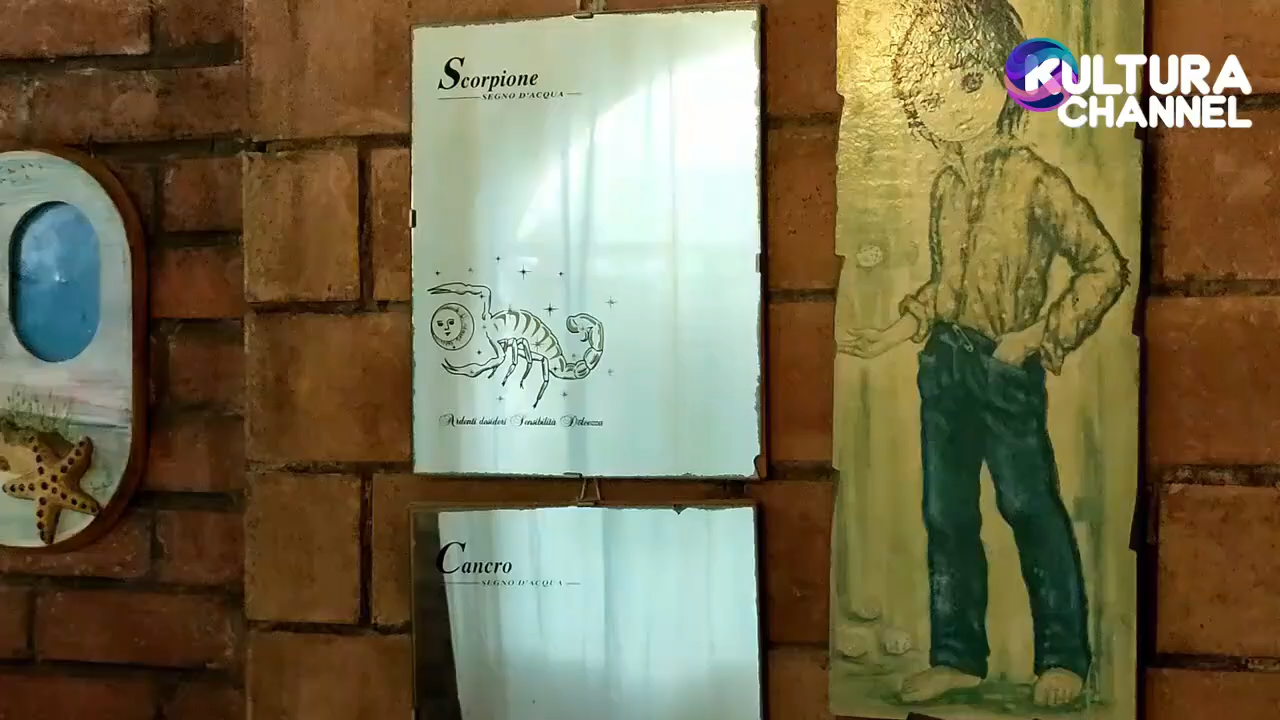 Scorpione
SEGNO D'ACQUA
Ardenti desideri Sensibilità Dolcezza
Cancro
SEGNO D'ACQUA
KULTURA
CHANNEL